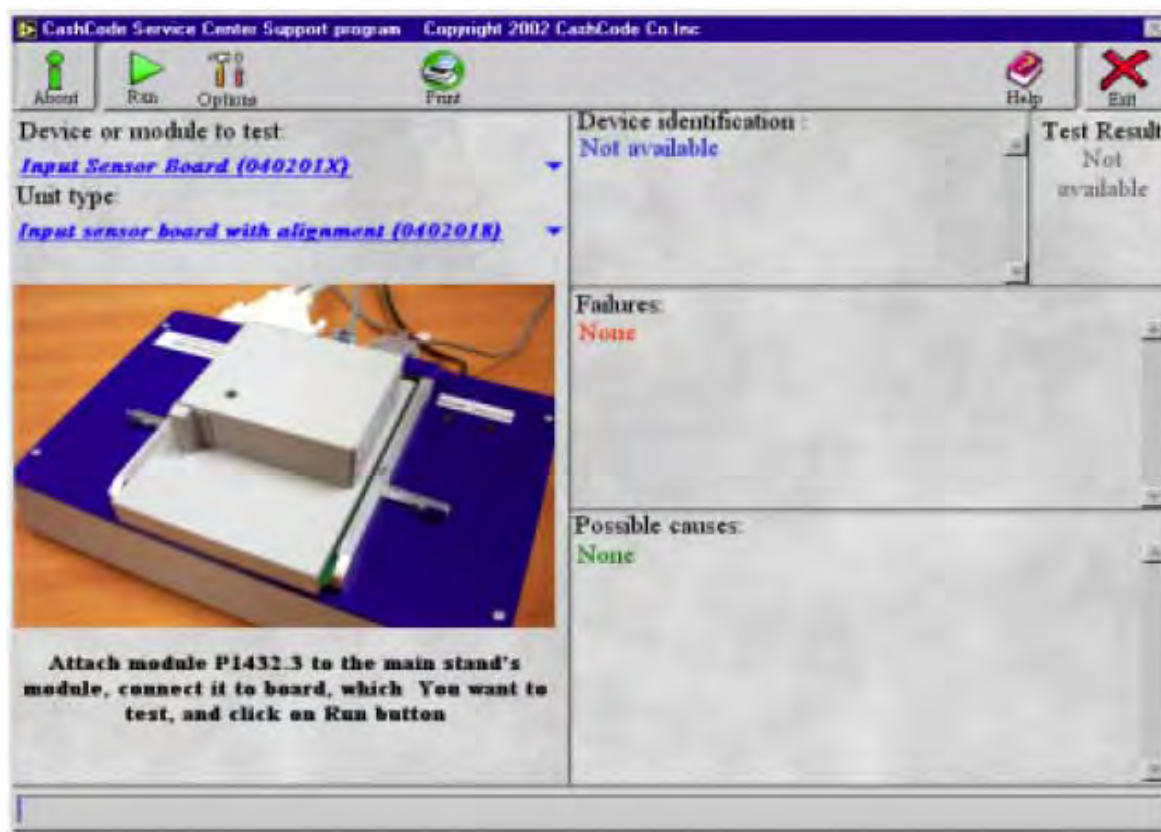 CashCode Service Center Support program Copyright 2002 CashCode Co Inc
About
Run
Options
Print
Help
Exit
Device or module to test:
Input Sensor Board (040201X)
Unit type:
Input sensor board with alignment (0402018)
Attach module P1432.3 to the main stand's
module, connect it to board, which You want to
test, and click on Run button
Device identification :
Not available
Test Result
Not
available
Failures:
None
Possible causes:
None